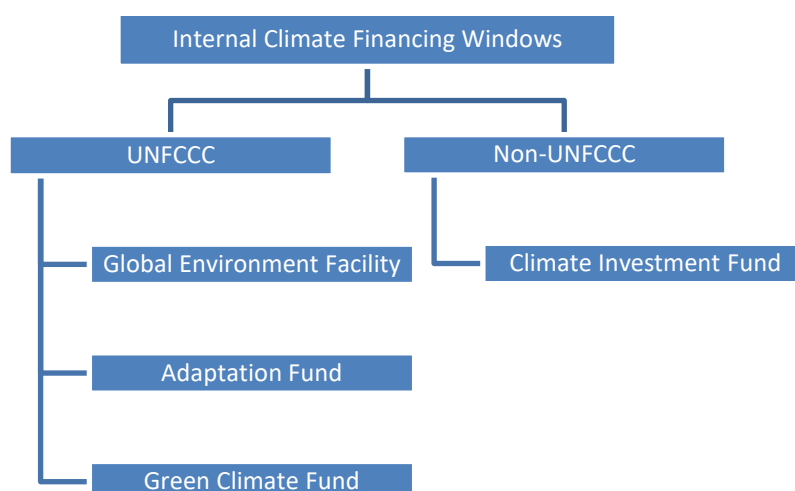 Internal Climate Financing Windows
UNFCCC
Non-UNFCCC
Global Environment Facility
Climate Investment Fund
Adaptation Fund
Green Climate Fund